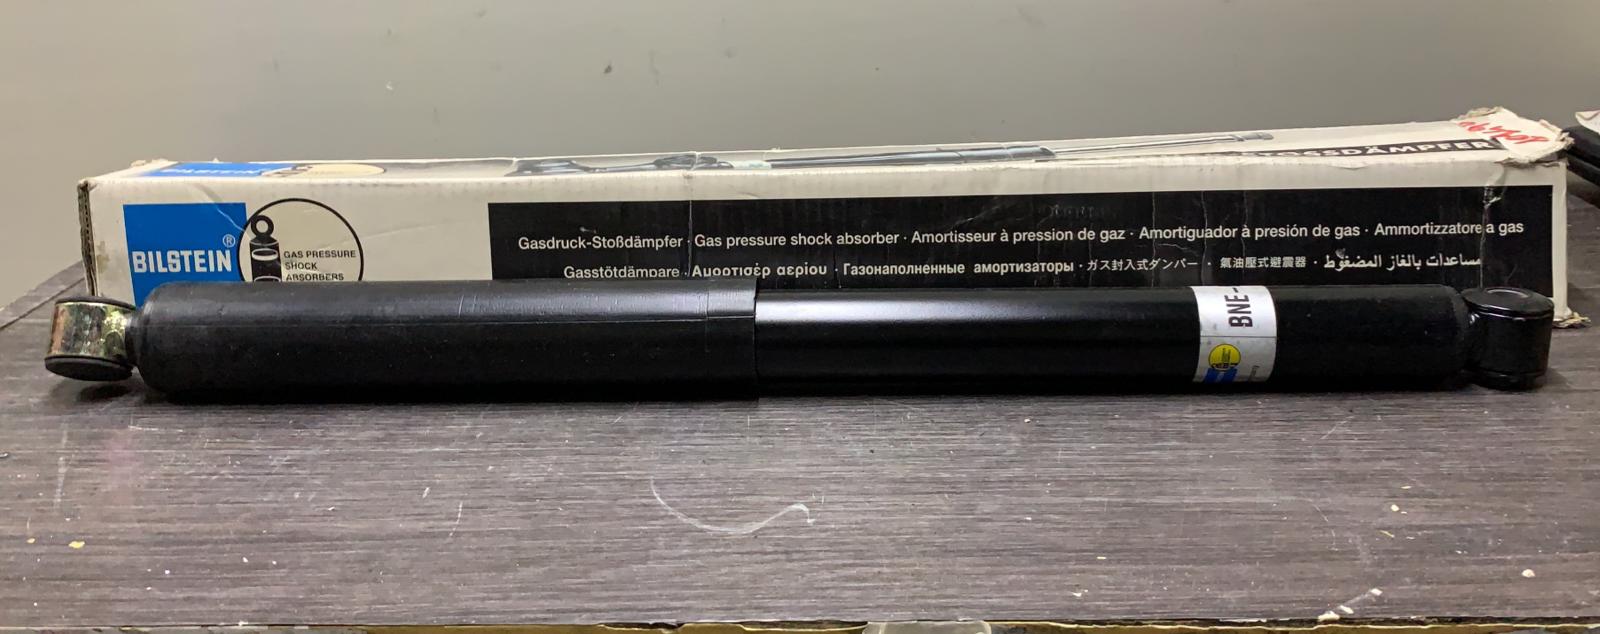 BILSTEIN
STOSSDÄMPFER
BILSTEIN®
GAS PRESSURE
SHOCK
ABSORBERS
Gasdruck-Stoßdämpfer · Gas pressure shock absorber · Amortisseur à pression de gaz · Amortiguador à presión de gas · Ammortizzatore a gas
Gasstötdämpare · Αμορτισέρ αερίου · Газонаполненные амортизаторы · ガス封入式ダンパー · 氣油壓式避震器 · مساعدات بالغاز المضغوط
BNE-